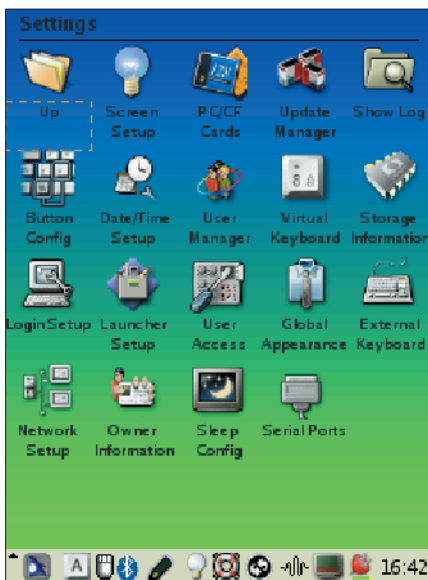 Settings
Up
Screen Setup
PC/CF Cards
Update Manager
Show Log
Button Config
Date/Time Setup
User Manager
Virtual Keyboard
Storage Information
Login Setup
Launcher Setup
User Access
Global Appearance
External Keyboard
Network Setup
Owner Information
Sleep Config
Serial Ports
A
16:42